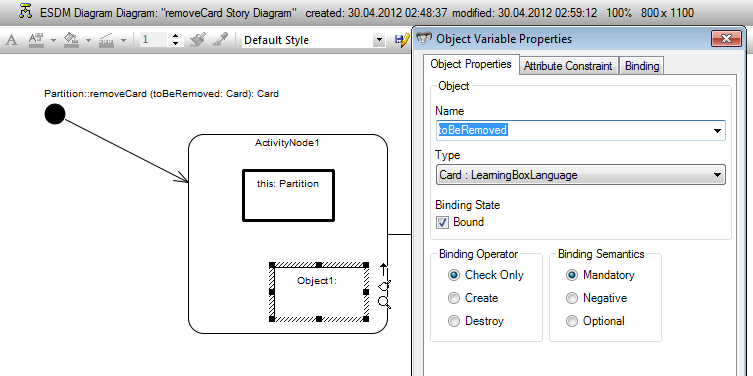 ESDM Diagram Diagram: "removeCard Story Diagram" created: 30.04.2012 02:48:37 modified: 30.04.2012 02:59:12 100% 800 x 1100
A 1 Default Style
Partition::removeCard (toBeRemoved: Card): Card
ActivityNode1
this: Partition
Object1:
Object Variable Properties
Object Properties Attribute Constraint Binding
Object
Name
toBeRemoved
Type
Card : LearningBoxLanguage
Binding State
Bound
Binding Operator
Check Only
Create
Destroy
Binding Semantics
Mandatory
Negative
Optional